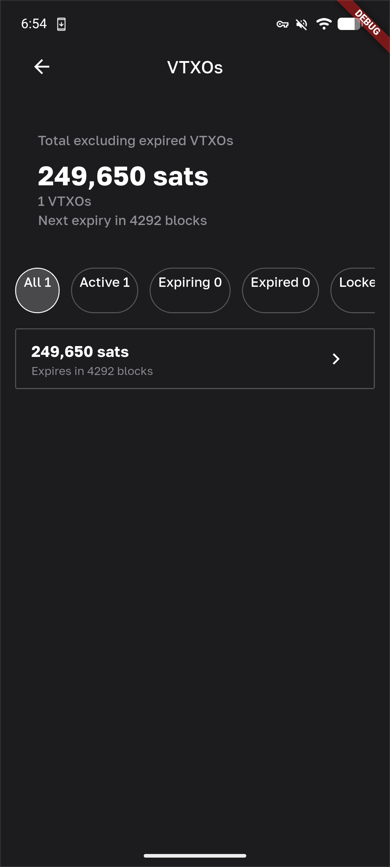 6:54
DEBUG
VTXOs
Total excluding expired VTXOs
249,650 sats
1 VTXOs
Next expiry in 4292 blocks
All 1
Active 1
Expiring 0
Expired 0
Locke
249,650 sats
Expires in 4292 blocks